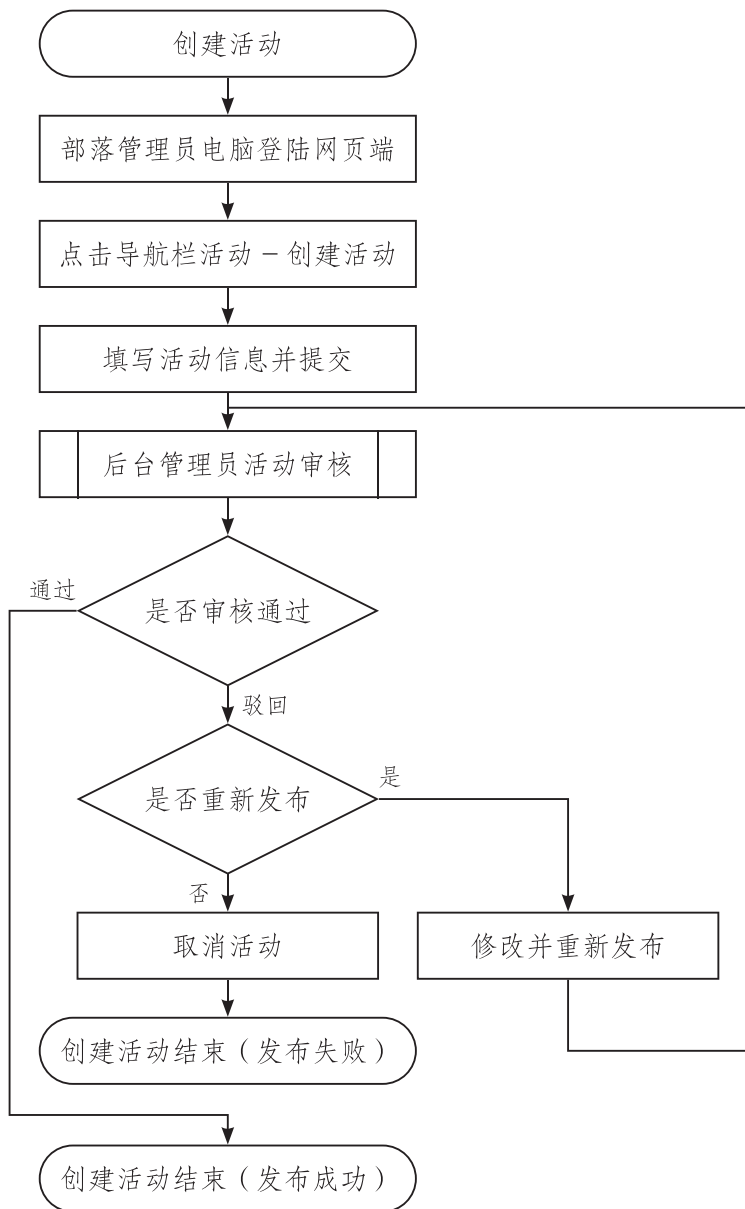 创建活动
部落管理员电脑登陆网页端
点击导航栏活动－创建活动
填写活动信息并提交
后台管理员活动审核
通过
是否审核通过
驳回
是否重新发布
是
否
取消活动
修改并重新发布
创建活动结束（发布失败）
创建活动结束（发布成功）